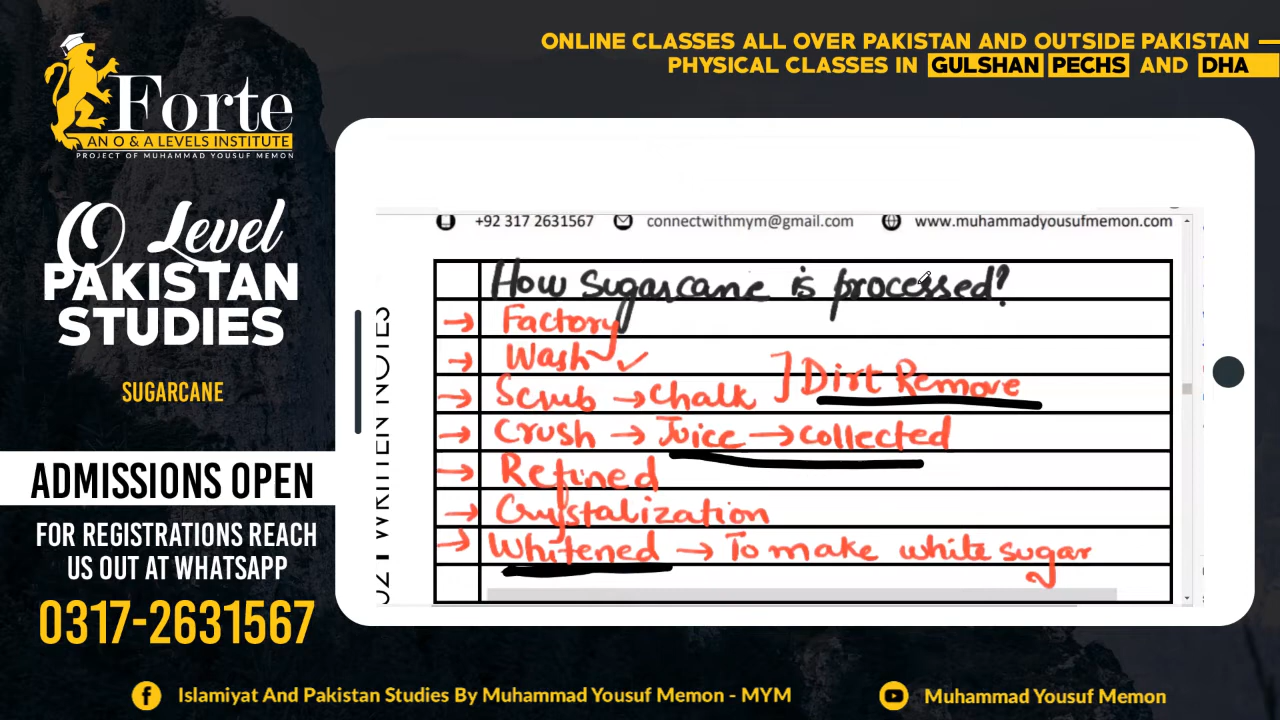 Forte
AN O & A LEVELS INSTITUTE
PROJECT OF MUHAMMAD YOUSUF MEMON
O Level
PAKISTAN
STUDIES
SUGARCANE
ADMISSIONS OPEN
FOR REGISTRATIONS REACH
US OUT AT WHATSAPP
0317-2631567
ONLINE CLASSES ALL OVER PAKISTAN AND OUTSIDE PAKISTAN
PHYSICAL CLASSES IN GULSHAN PECHS AND DHA
+92 317 2631567 connectwithmym@gmail.com www.muhammadyousufmemon.com
How Sugarcane is processed?
→ Factory
→ Wash ✓
→ Scrub → Chalk ] Dirt Remove
→ Crush → Juice → collected
→ Refined
→ Crystalization
→ Whitened → To make white sugar
WRITTEN NOTES
Islamiyat And Pakistan Studies By Muhammad Yousuf Memon - MYM
Muhammad Yousuf Memon